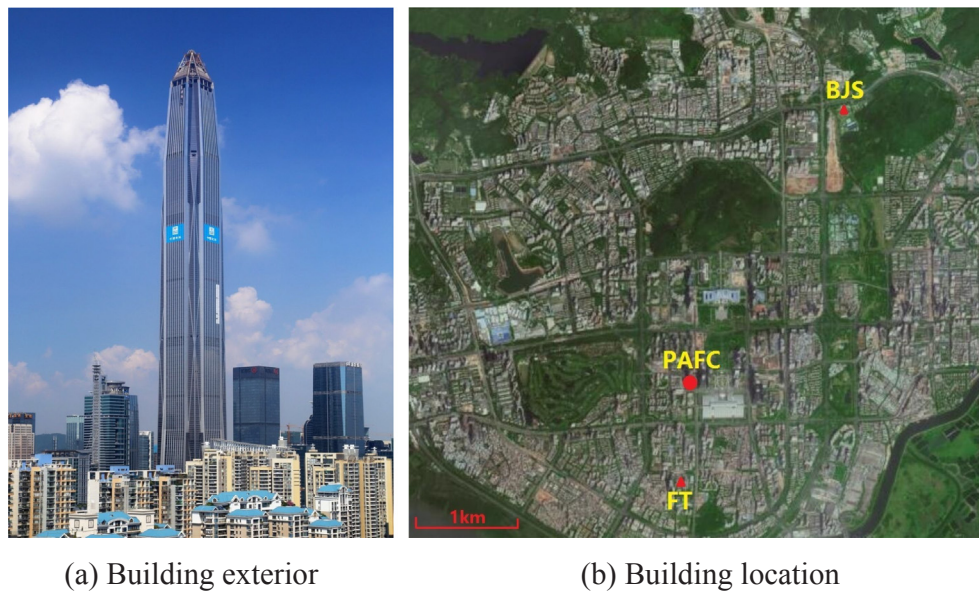 BJS
PAFC
FT
1km
(a) Building exterior
(b) Building location